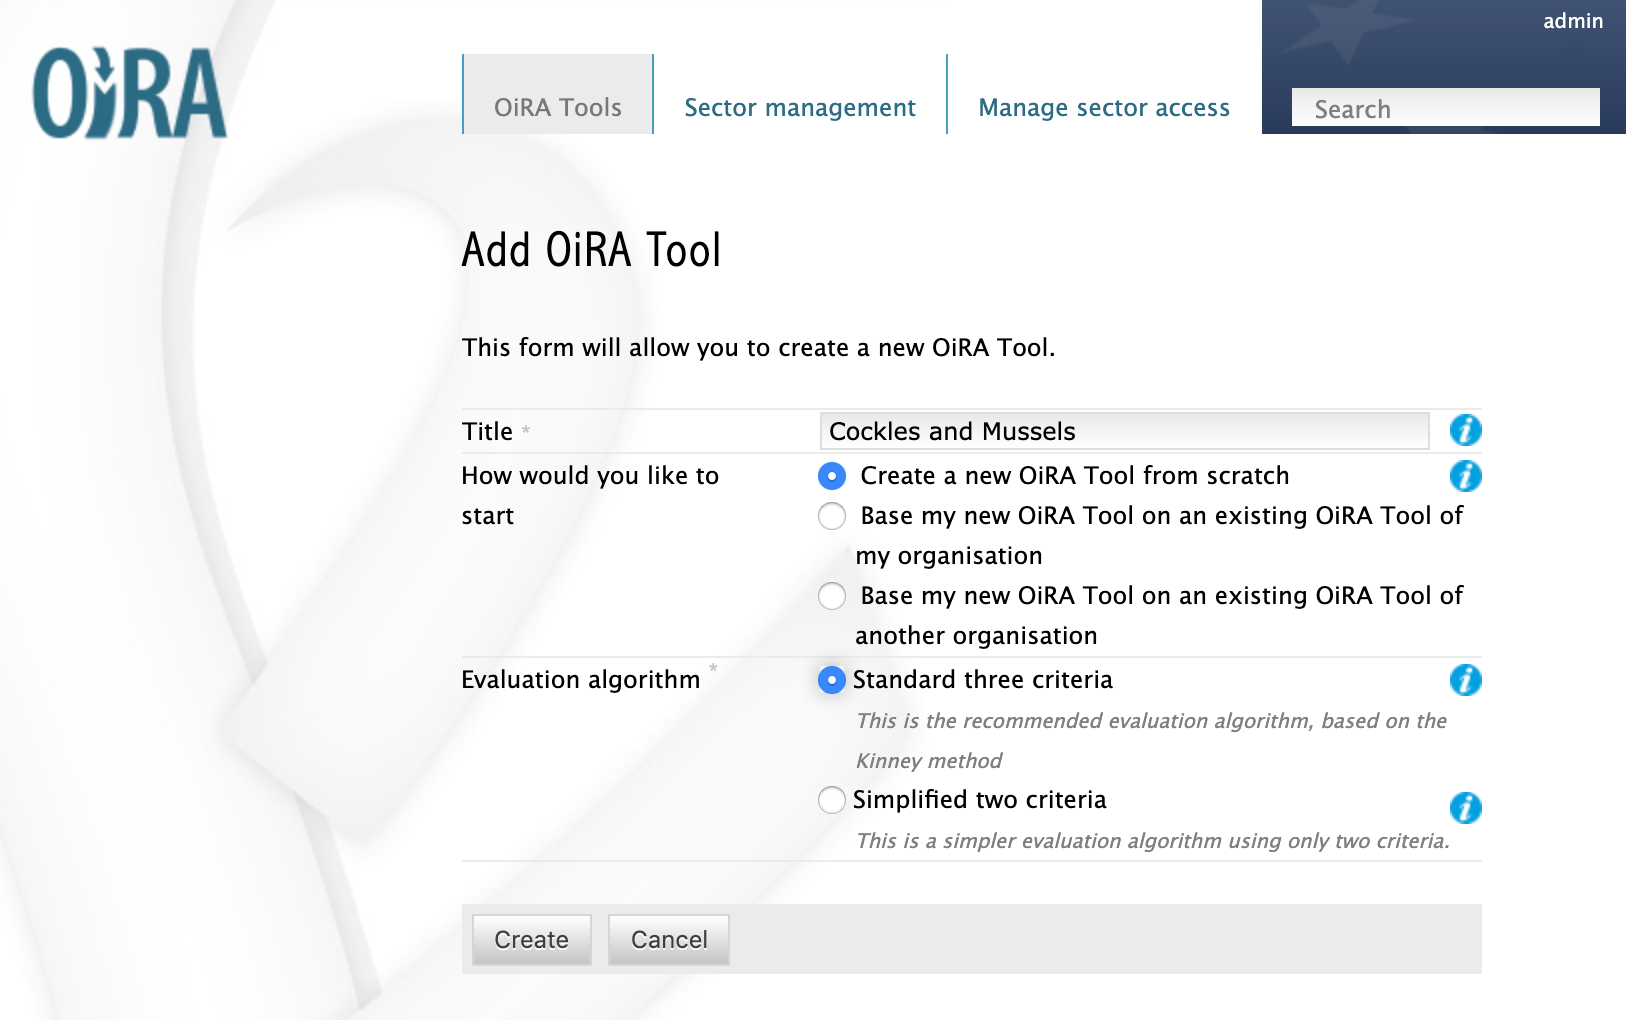 OiRA
OiRA Tools
Sector management
Manage sector access
admin
Search
Add OiRA Tool
This form will allow you to create a new OiRA Tool.
Title *
Cockles and Mussels
How would you like to
start
Create a new OiRA Tool from scratch
Base my new OiRA Tool on an existing OiRA Tool of
my organisation
Base my new OiRA Tool on an existing OiRA Tool of
another organisation
Evaluation algorithm *
Standard three criteria
This is the recommended evaluation algorithm, based on the
Kinney method
Simplified two criteria
This is a simpler evaluation algorithm using only two criteria.
Create
Cancel